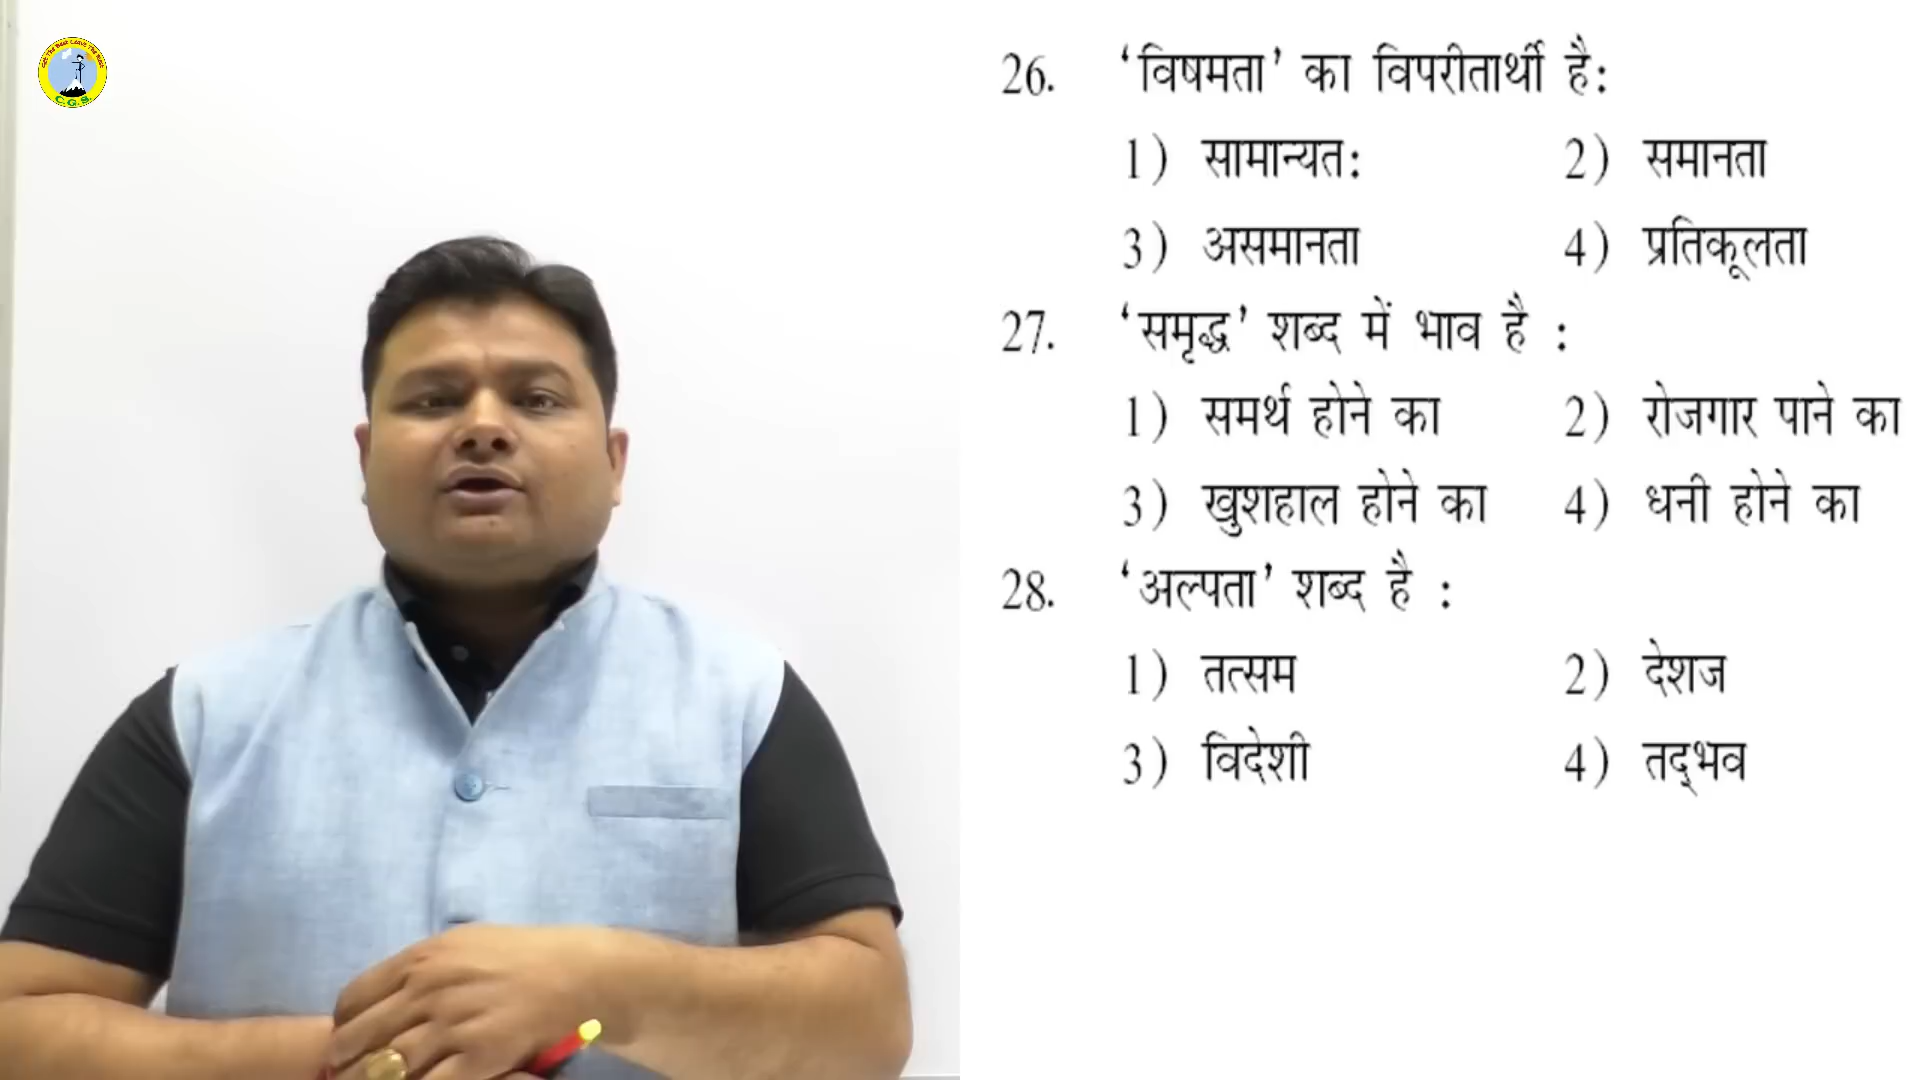 C.G.S.
26. ‘विषमता’ का विपरीतार्थी है:
1) सामान्यत: 2) समानता
3) असमानता 4) प्रतिकूलता
27. ‘समृद्ध’ शब्द में भाव है :
1) समर्थ होने का 2) रोजगार पाने का
3) खुशहाल होने का 4) धनी होने का
28. ‘अल्पता’ शब्द है :
1) तत्सम 2) देशज
3) विदेशी 4) तद्‌भव